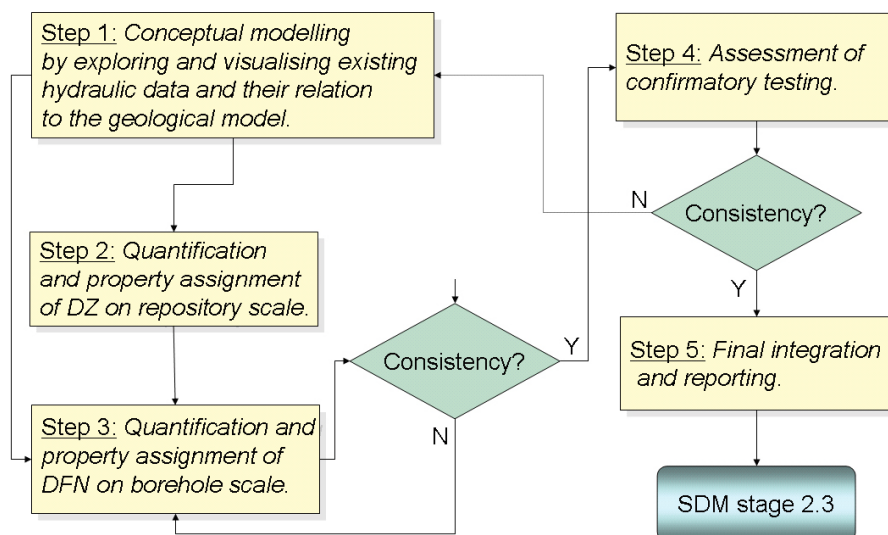 Step 1: Conceptual modelling
by exploring and visualising existing
hydraulic data and their relation
to the geological model.
Step 2: Quantification
and property assignment
of DZ on repository scale.
Step 3: Quantification and
property assignment of
DFN on borehole scale.
Consistency?
Y
N
Step 4: Assessment of
confirmatory testing.
Consistency?
N
Y
Step 5: Final integration
and reporting.
SDM stage 2.3